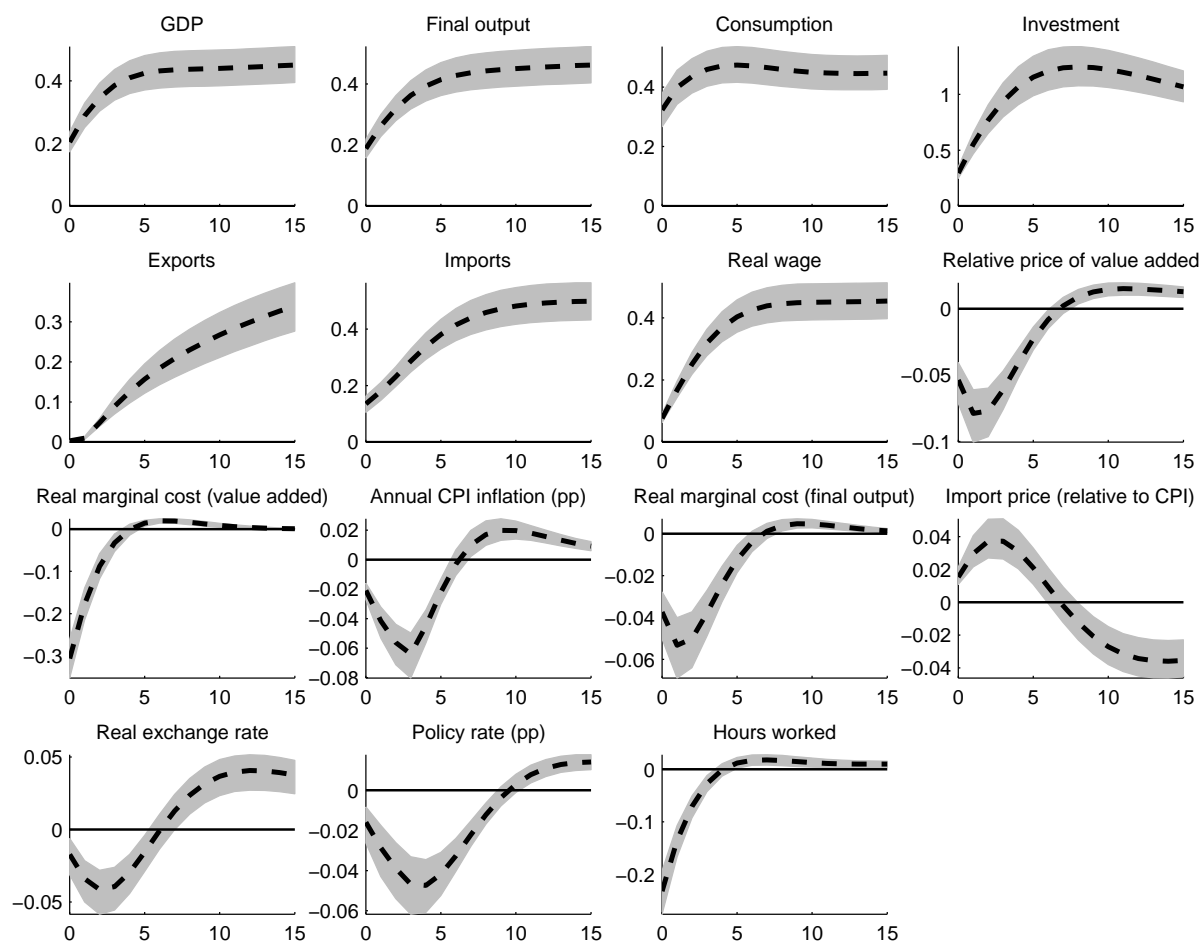 GDP Final output Consumption Investment
0.4 0.4 0.4 1
0.2 0.2 0.2 0.5
0 0 0 0
0 5 10 15 0 5 10 15 0 5 10 15 0 5 10 15
Exports Imports Real wage Relative price of value added
0.3 0.4 0.4 0
0.2 0.2 0.2 −0.05
0.1
0 0 0 −0.1
0 5 10 15 0 5 10 15 0 5 10 15 0 5 10 15
Real marginal cost (value added) Annual CPI inflation (pp) Real marginal cost (final output) Import price (relative to CPI)
0 0.02 0 0.04
−0.1 0 −0.02 0.02
−0.2 −0.02 −0.04 0
−0.3 −0.04 −0.06 −0.02
−0.06 −0.04
−0.08
0 5 10 15 0 5 10 15 0 5 10 15 0 5 10 15
Real exchange rate Policy rate (pp) Hours worked
0.05 0 0
0 −0.02 −0.1
−0.05 −0.04 −0.2
−0.06
0 5 10 15 0 5 10 15 0 5 10 15